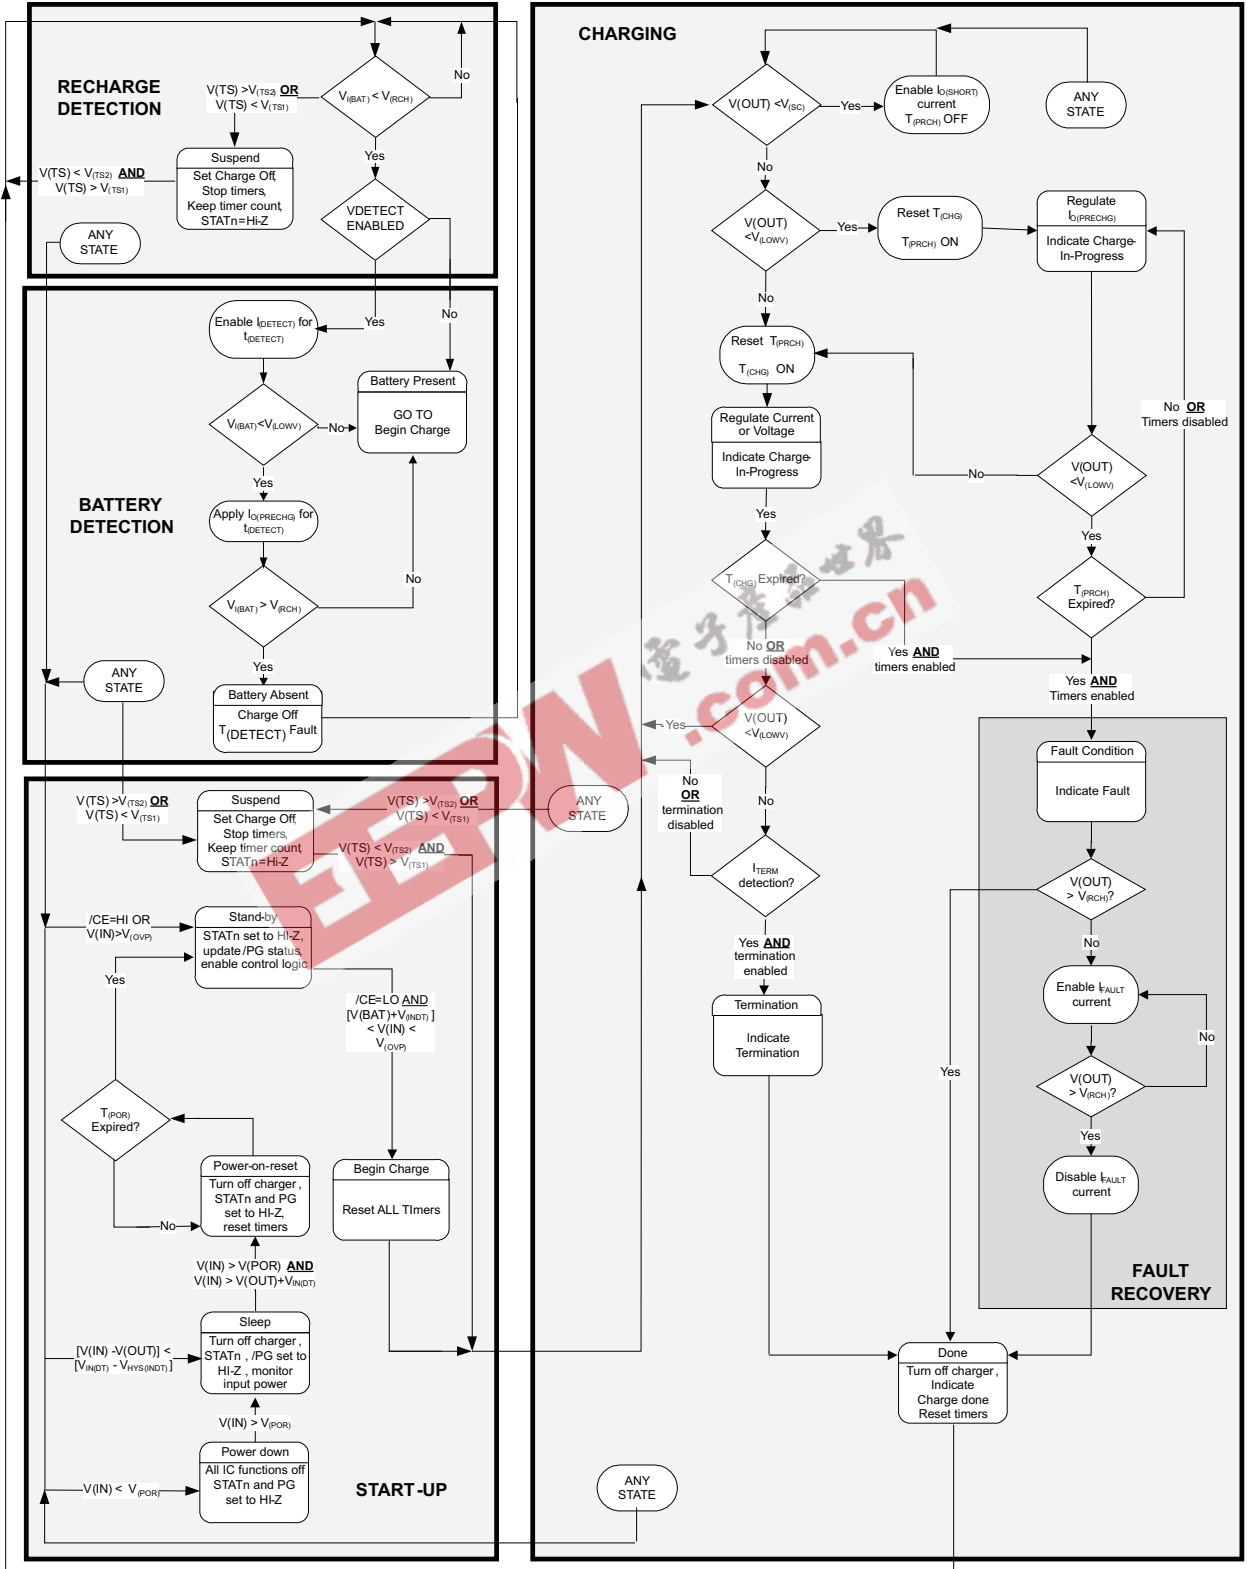 RECHARGE
DETECTION
V(TS) >V(TS2) OR
V(TS) < V(TS1)
VI(BAT) < V(RCH)
No
Yes
Suspend
Set Charge Off,
Stop timers,
Keep timer count,
STATn=Hi-Z
V(TS) < V(TS2) AND
V(TS) > V(TS1)
VDETECT
ENABLED
ANY
STATE
No
Yes
BATTERY
DETECTION
Enable I(DETECT) for
t(DETECT)
Battery Present
GO TO
Begin Charge
VI(BAT)<V(LOWV)
No
Yes
Apply IO(PRECHG) for
t(DETECT)
No
VI(BAT) > V(RCH)
Yes
ANY
STATE
Battery Absent
Charge Off
T(DETECT) Fault
V(TS) >V(TS2) OR
V(TS) < V(TS1)
Suspend
Set Charge Off,
Stop timers,
Keep timer count,
STATn=Hi-Z
V(TS) >V(TS2) OR
V(TS) < V(TS1)
ANY
STATE
V(TS) < V(TS2) AND
V(TS) > V(TS1)
/CE=HI OR
V(IN)>V(OVP)
Stand-by
STATn set to HI-Z,
update /PG status,
enable control logic
Yes
/CE=LO AND
[V(BAT)+V(INDT) ]
< V(IN) <
V(OVP)
T(POR)
Expired?
No
Power-on-reset
Turn off charger ,
STATn and PG
set to HI-Z,
reset timers
Begin Charge
Reset ALL TImers
V(IN) > V(POR) AND
V(IN) > V(OUT)+VIN(DT)
[V(IN) -V(OUT)] <
[VIN(DT) - VHYS(INDT) ]
Sleep
Turn off charger ,
STATn , /PG set to
HI-Z , monitor
input power
V(IN) > V(POR)
V(IN) < V(POR)
Power down
All IC functions off
STATn and PG
set to HI-Z
START-UP
CHARGING
V(OUT) <V(SC)
Yes
Enable IO(SHORT)
current
T(PRCH) OFF
ANY
STATE
No
V(OUT)
<V(LOWV)
Yes
Reset T(CHG)
T(PRCH) ON
Regulate
IO(PRECHG)
Indicate Charge-
In-Progress
No
Reset T(PRCH)
T(CHG) ON
No OR
Timers disabled
Regulate Current
or Voltage
Indicate Charge-
In-Progress
No
V(OUT)
<V(LOWV)
Yes
Yes
T(CHG) Expired?
T(PRCH)
Expired?
No OR
timers disabled
Yes AND
timers enabled
Yes AND
Timers enabled
Yes
V(OUT)
<V(LOWV)
No
OR
termination
disabled
No
Fault Condition
Indicate Fault
ITERM
detection?
V(OUT)
> V(RCH)?
Yes AND
termination
enabled
No
Termination
Indicate
Termination
Enable IFAULT
current
No
Yes
V(OUT)
> V(RCH)?
Yes
Disable IFAULT
current
FAULT
RECOVERY
Done
Turn off charger ,
Indicate
Charge done
Reset timers
ANY
STATE
EEPW.com.cn
電子産品世界